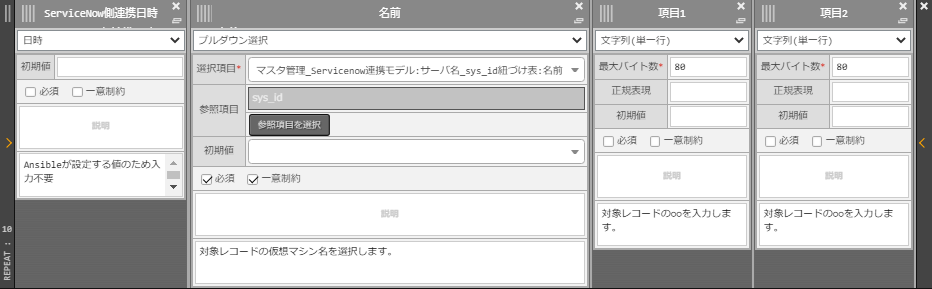 ServiceNow側連携日時
日時
初期値
必須
一意制約
説明
Ansibleが設定する値のため入
力不要
名前
プルダウン選択
選択項目*
マスタ管理_Servicenow連携モデル:サーバ名_sys_id紐づけ表:名前
参照項目
sys_id
参照項目を選択
初期値
必須
一意制約
説明
対象レコードの仮想マシン名を選択します。
項目1
文字列(単一行)
最大バイト数*
80
正規表現
初期値
必須
一意制約
説明
対象レコードの○○を入力しま
す。
項目2
文字列(単一行)
最大バイト数*
80
正規表現
初期値
必須
一意制約
説明
対象レコードの○○を入力しま
す。
REPEAT : 10